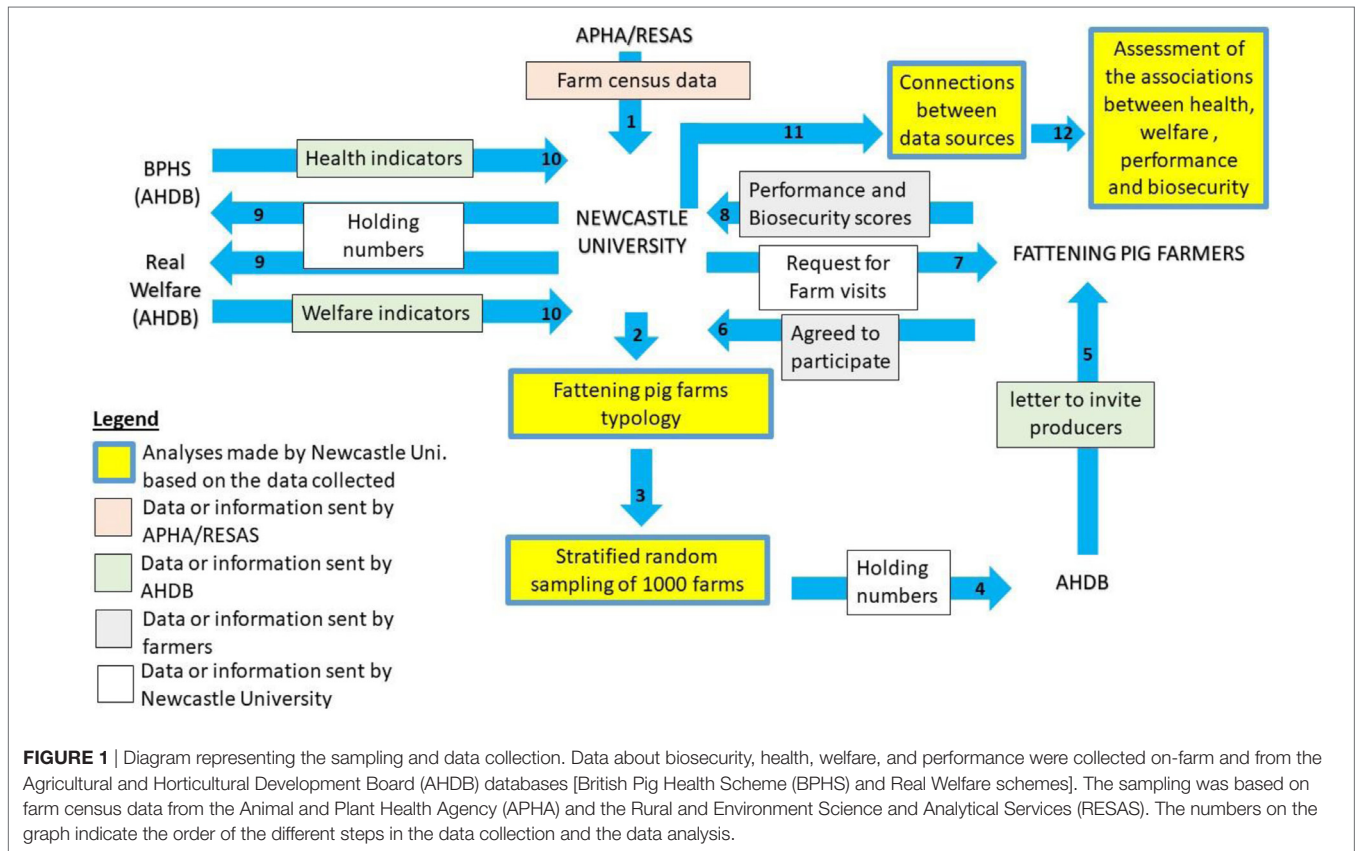 APHA/RESAS
Farm census data
1
Connections
between
data sources
11
12
Assessment of
the associations
between health,
welfare ,
performance
and biosecurity
BPHS
(AHDB)
Health indicators
10
9
Holding
numbers
9
Real
Welfare
(AHDB)
Welfare indicators
10
NEWCASTLE
UNIVERSITY
Performance and
Biosecurity scores
8
Request for
Farm visits
7
FATTENING PIG FARMERS
6
Agreed to
participate
2
Fattening pig farms
typology
3
Stratified random
sampling of 1000 farms
Holding
numbers
4
AHDB
letter to invite
producers
5
Legend
Analyses made by Newcastle Uni.
based on the data collected
Data or information sent by
APHA/RESAS
Data or information sent by
AHDB
Data or information sent by
farmers
Data or information sent by
Newcastle University
FIGURE 1 | Diagram representing the sampling and data collection. Data about biosecurity, health, welfare, and performance were collected on-farm and from the
Agricultural and Horticultural Development Board (AHDB) databases [British Pig Health Scheme (BPHS) and Real Welfare schemes]. The sampling was based on
farm census data from the Animal and Plant Health Agency (APHA) and the Rural and Environment Science and Analytical Services (RESAS). The numbers on the
graph indicate the order of the different steps in the data collection and the data analysis.